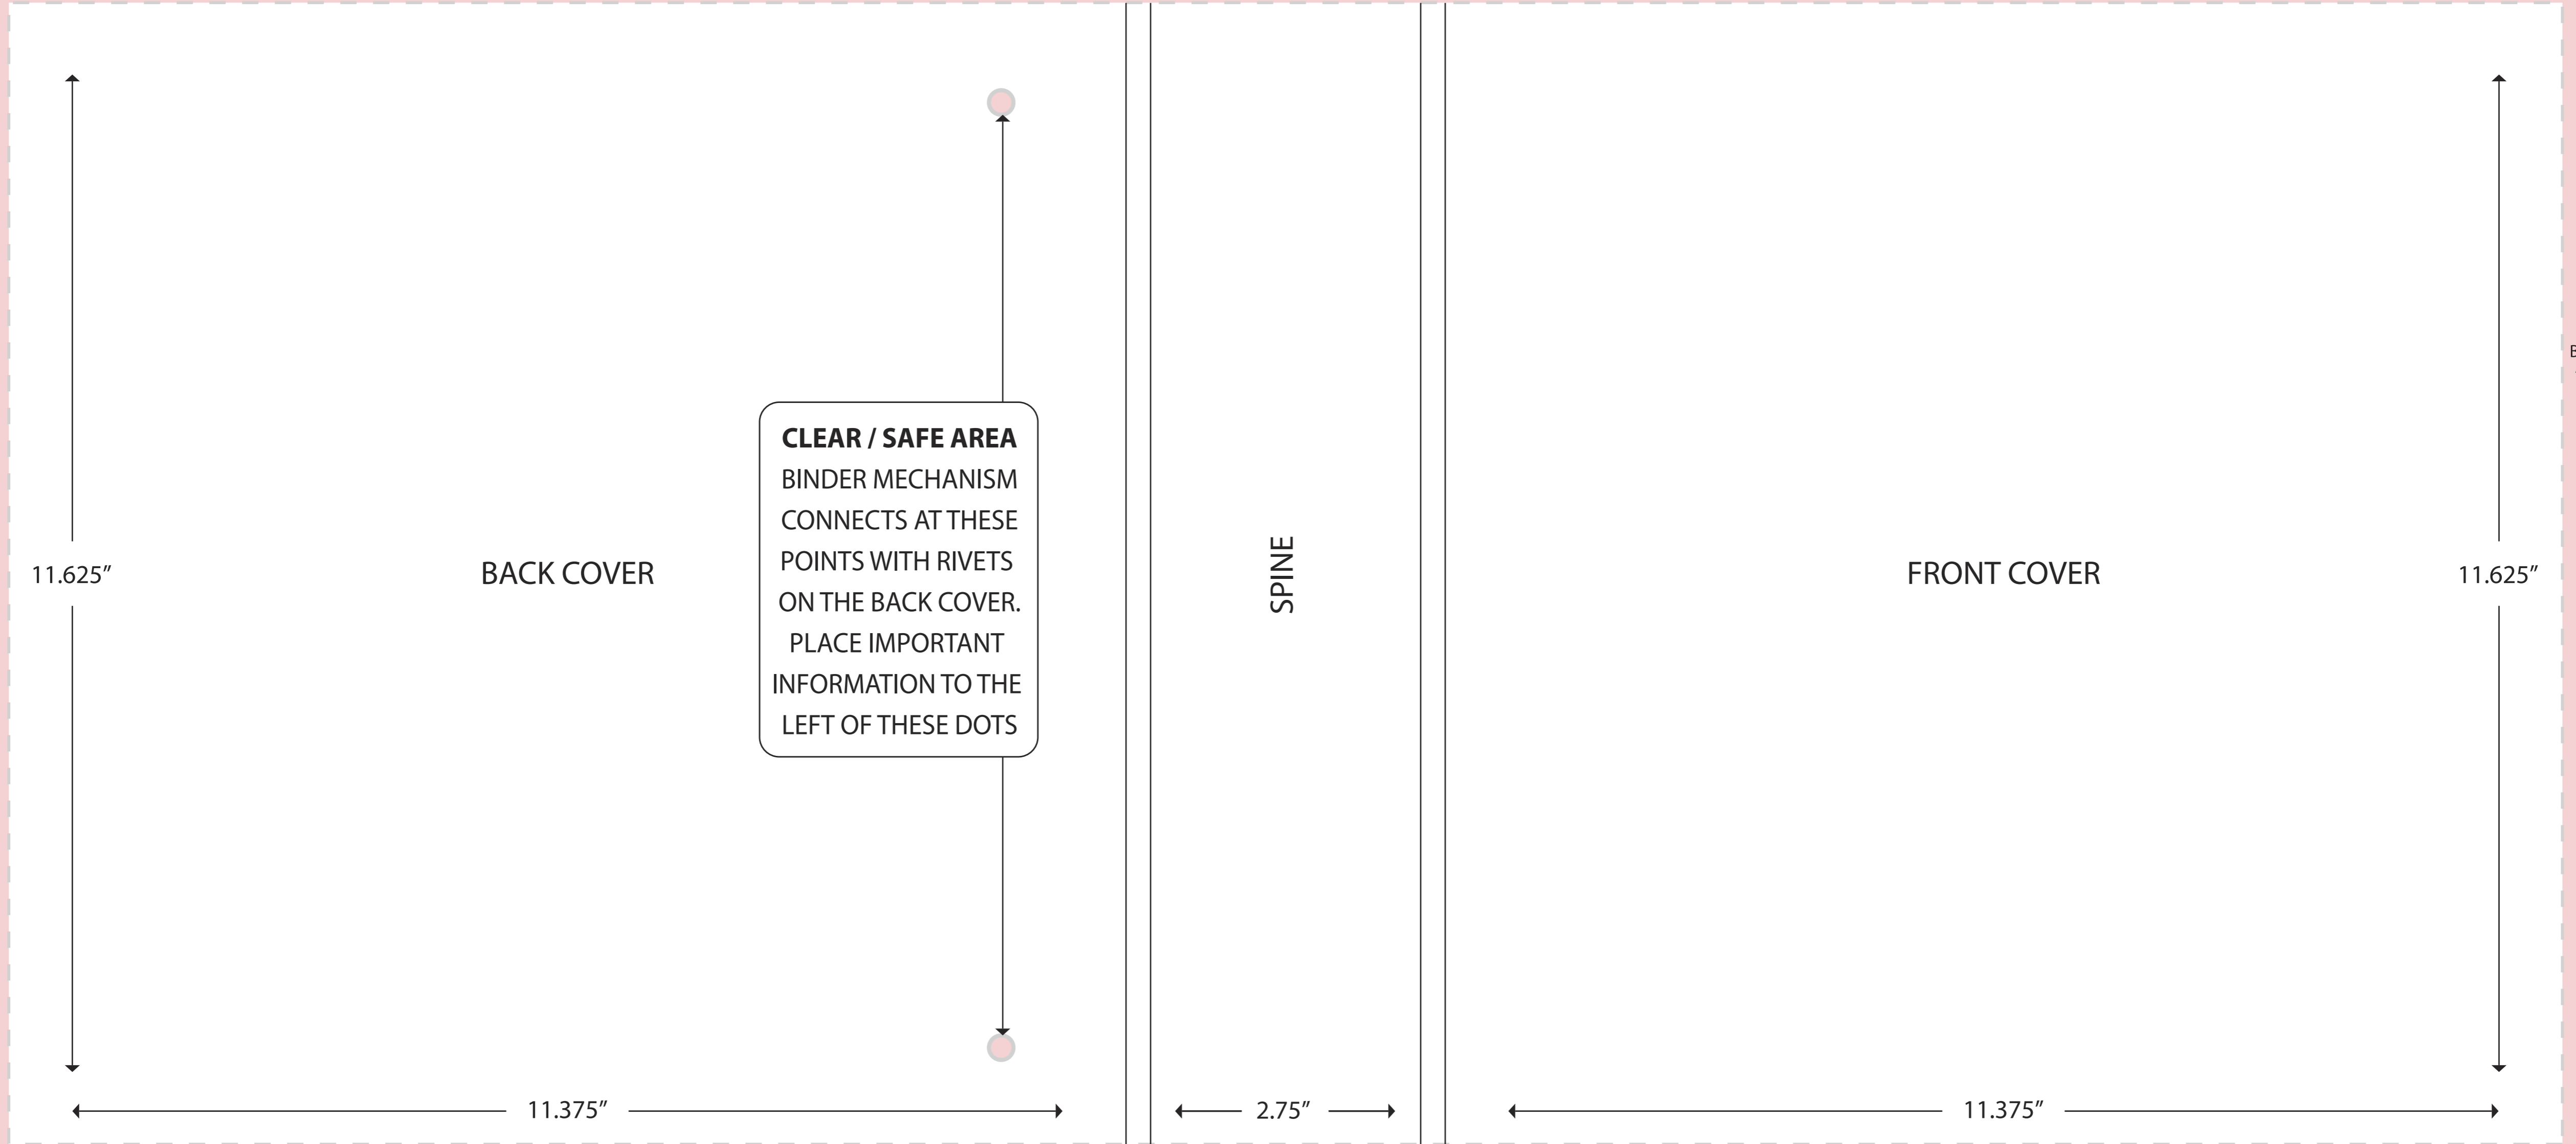 11.625”
BACK COVER
CLEAR / SAFE AREA
BINDER MECHANISM
CONNECTS AT THESE
POINTS WITH RIVETS
ON THE BACK COVER.
PLACE IMPORTANT
INFORMATION TO THE
LEFT OF THESE DOTS
SPINE
FRONT COVER
11.625”
11.375”
2.75”
11.375”